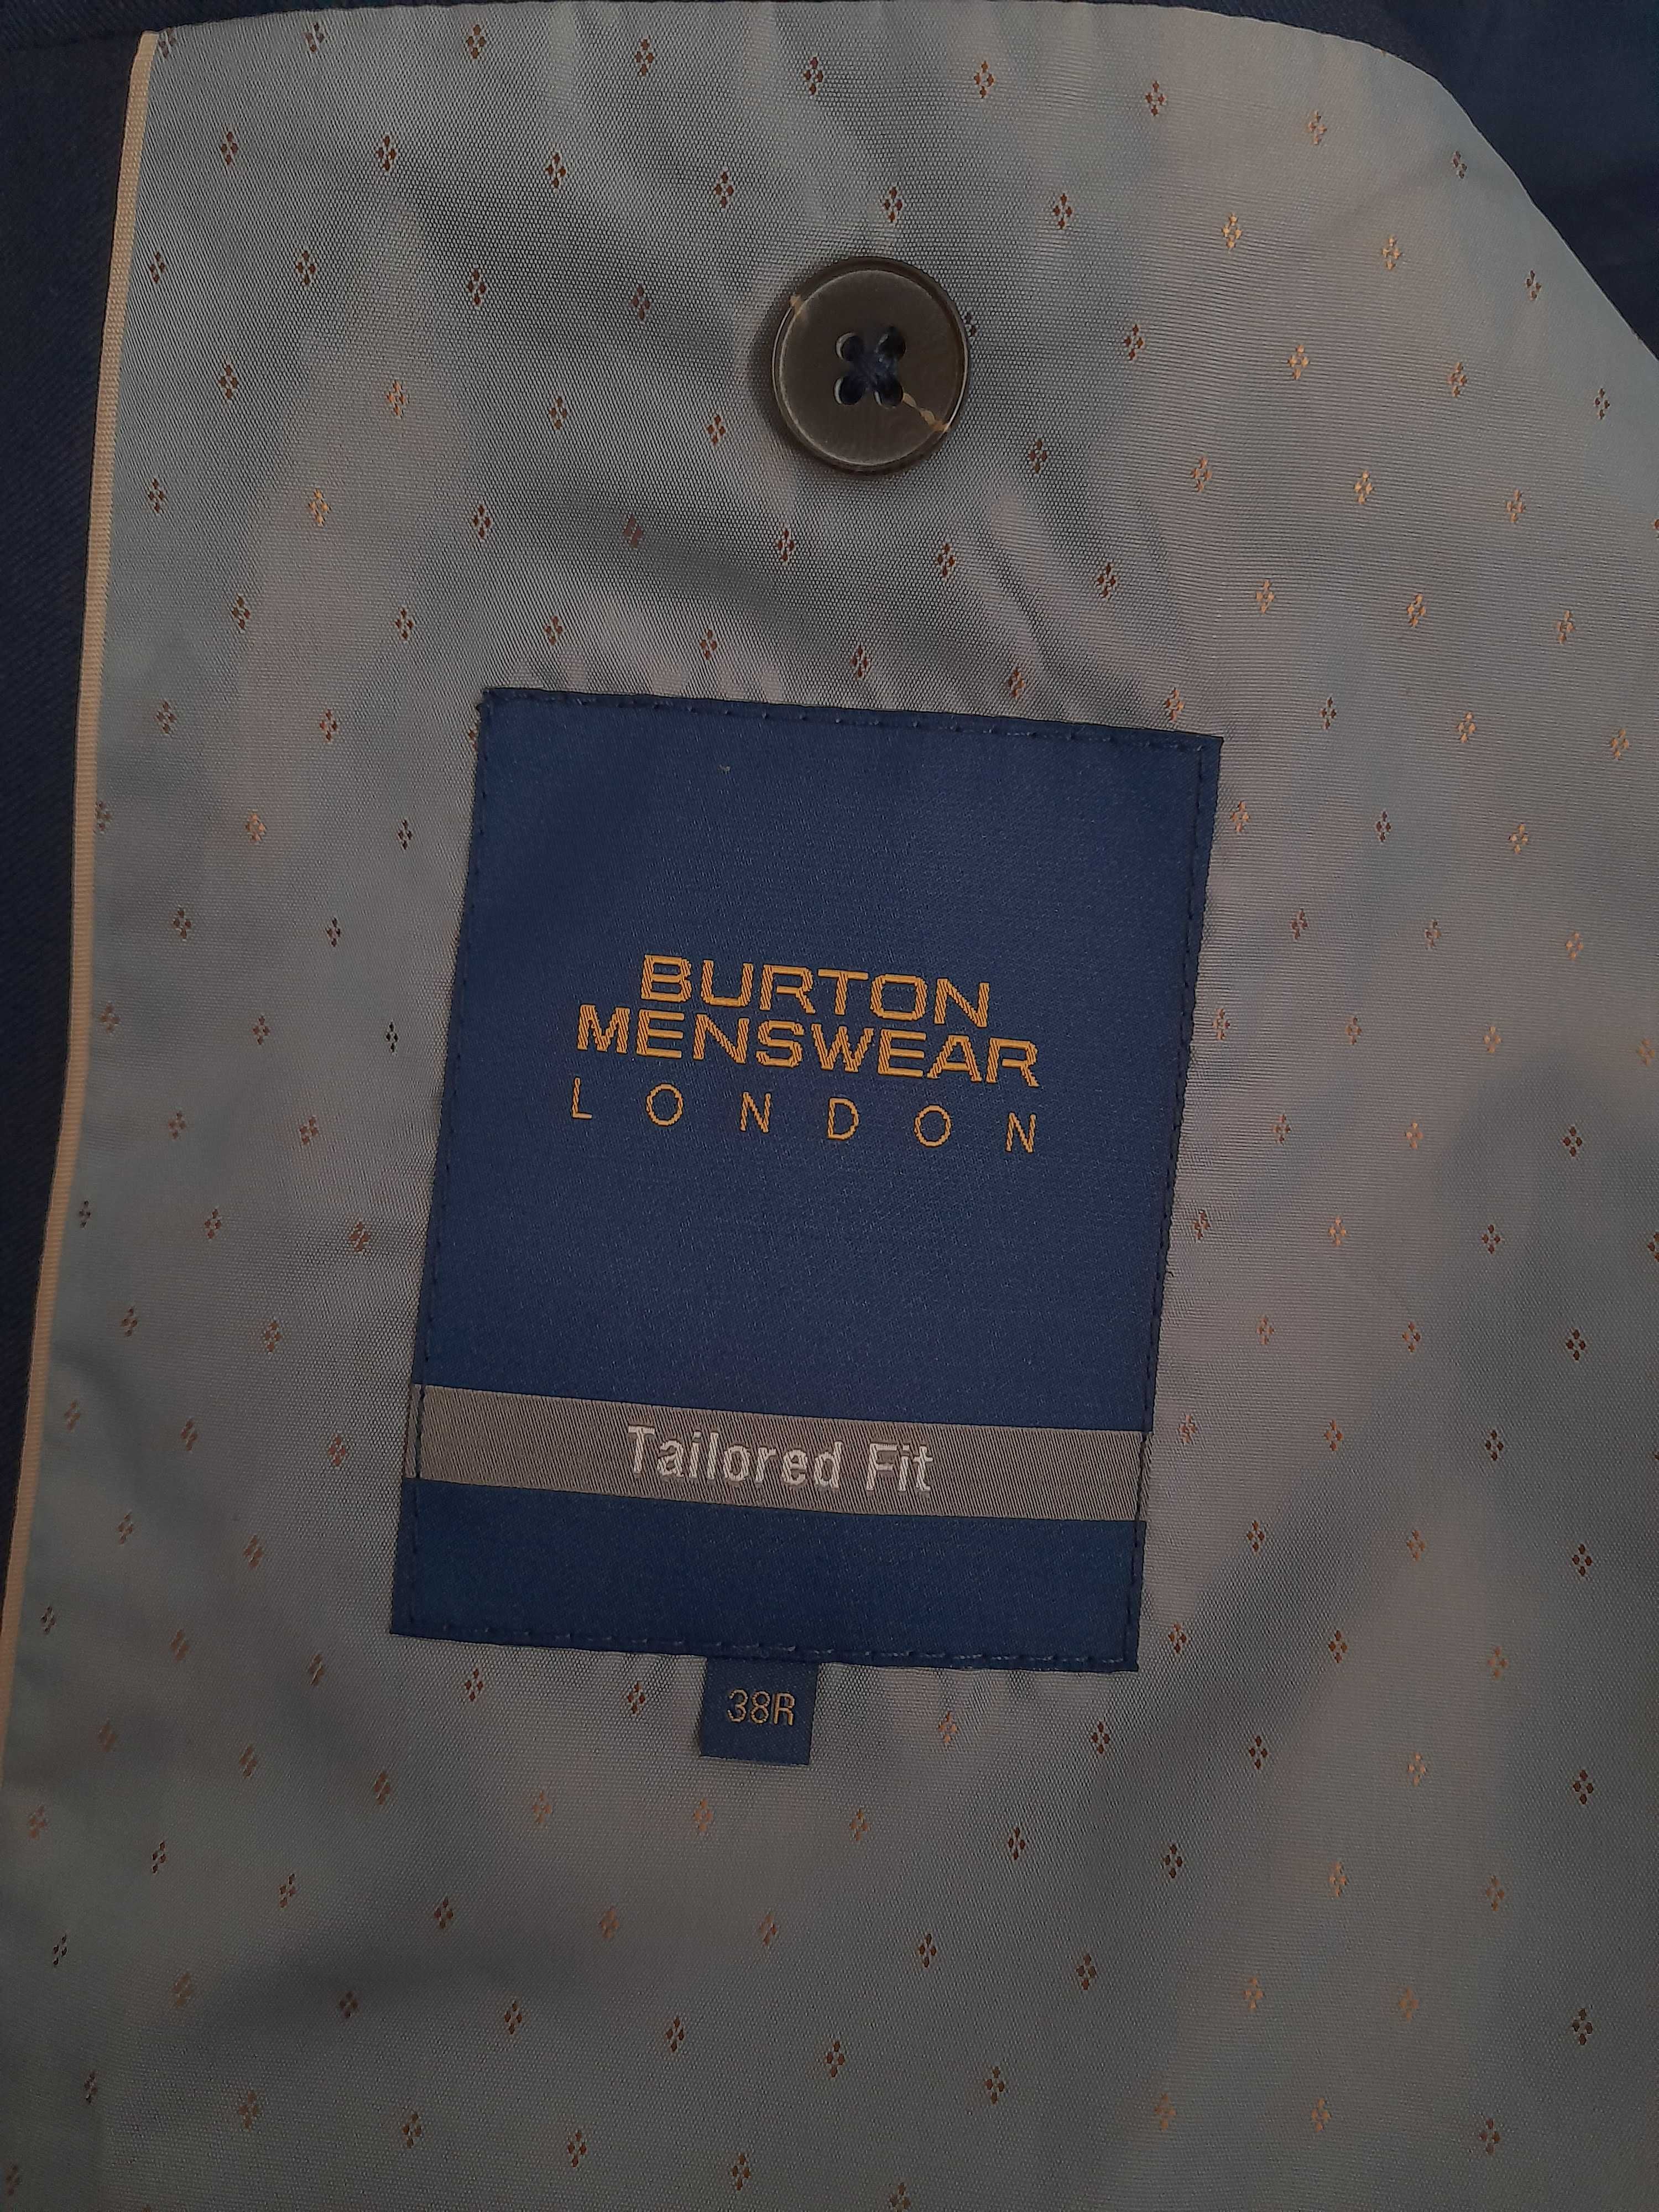 BURTON
MENSWEAR
LONDON
Tailored Fit
38R